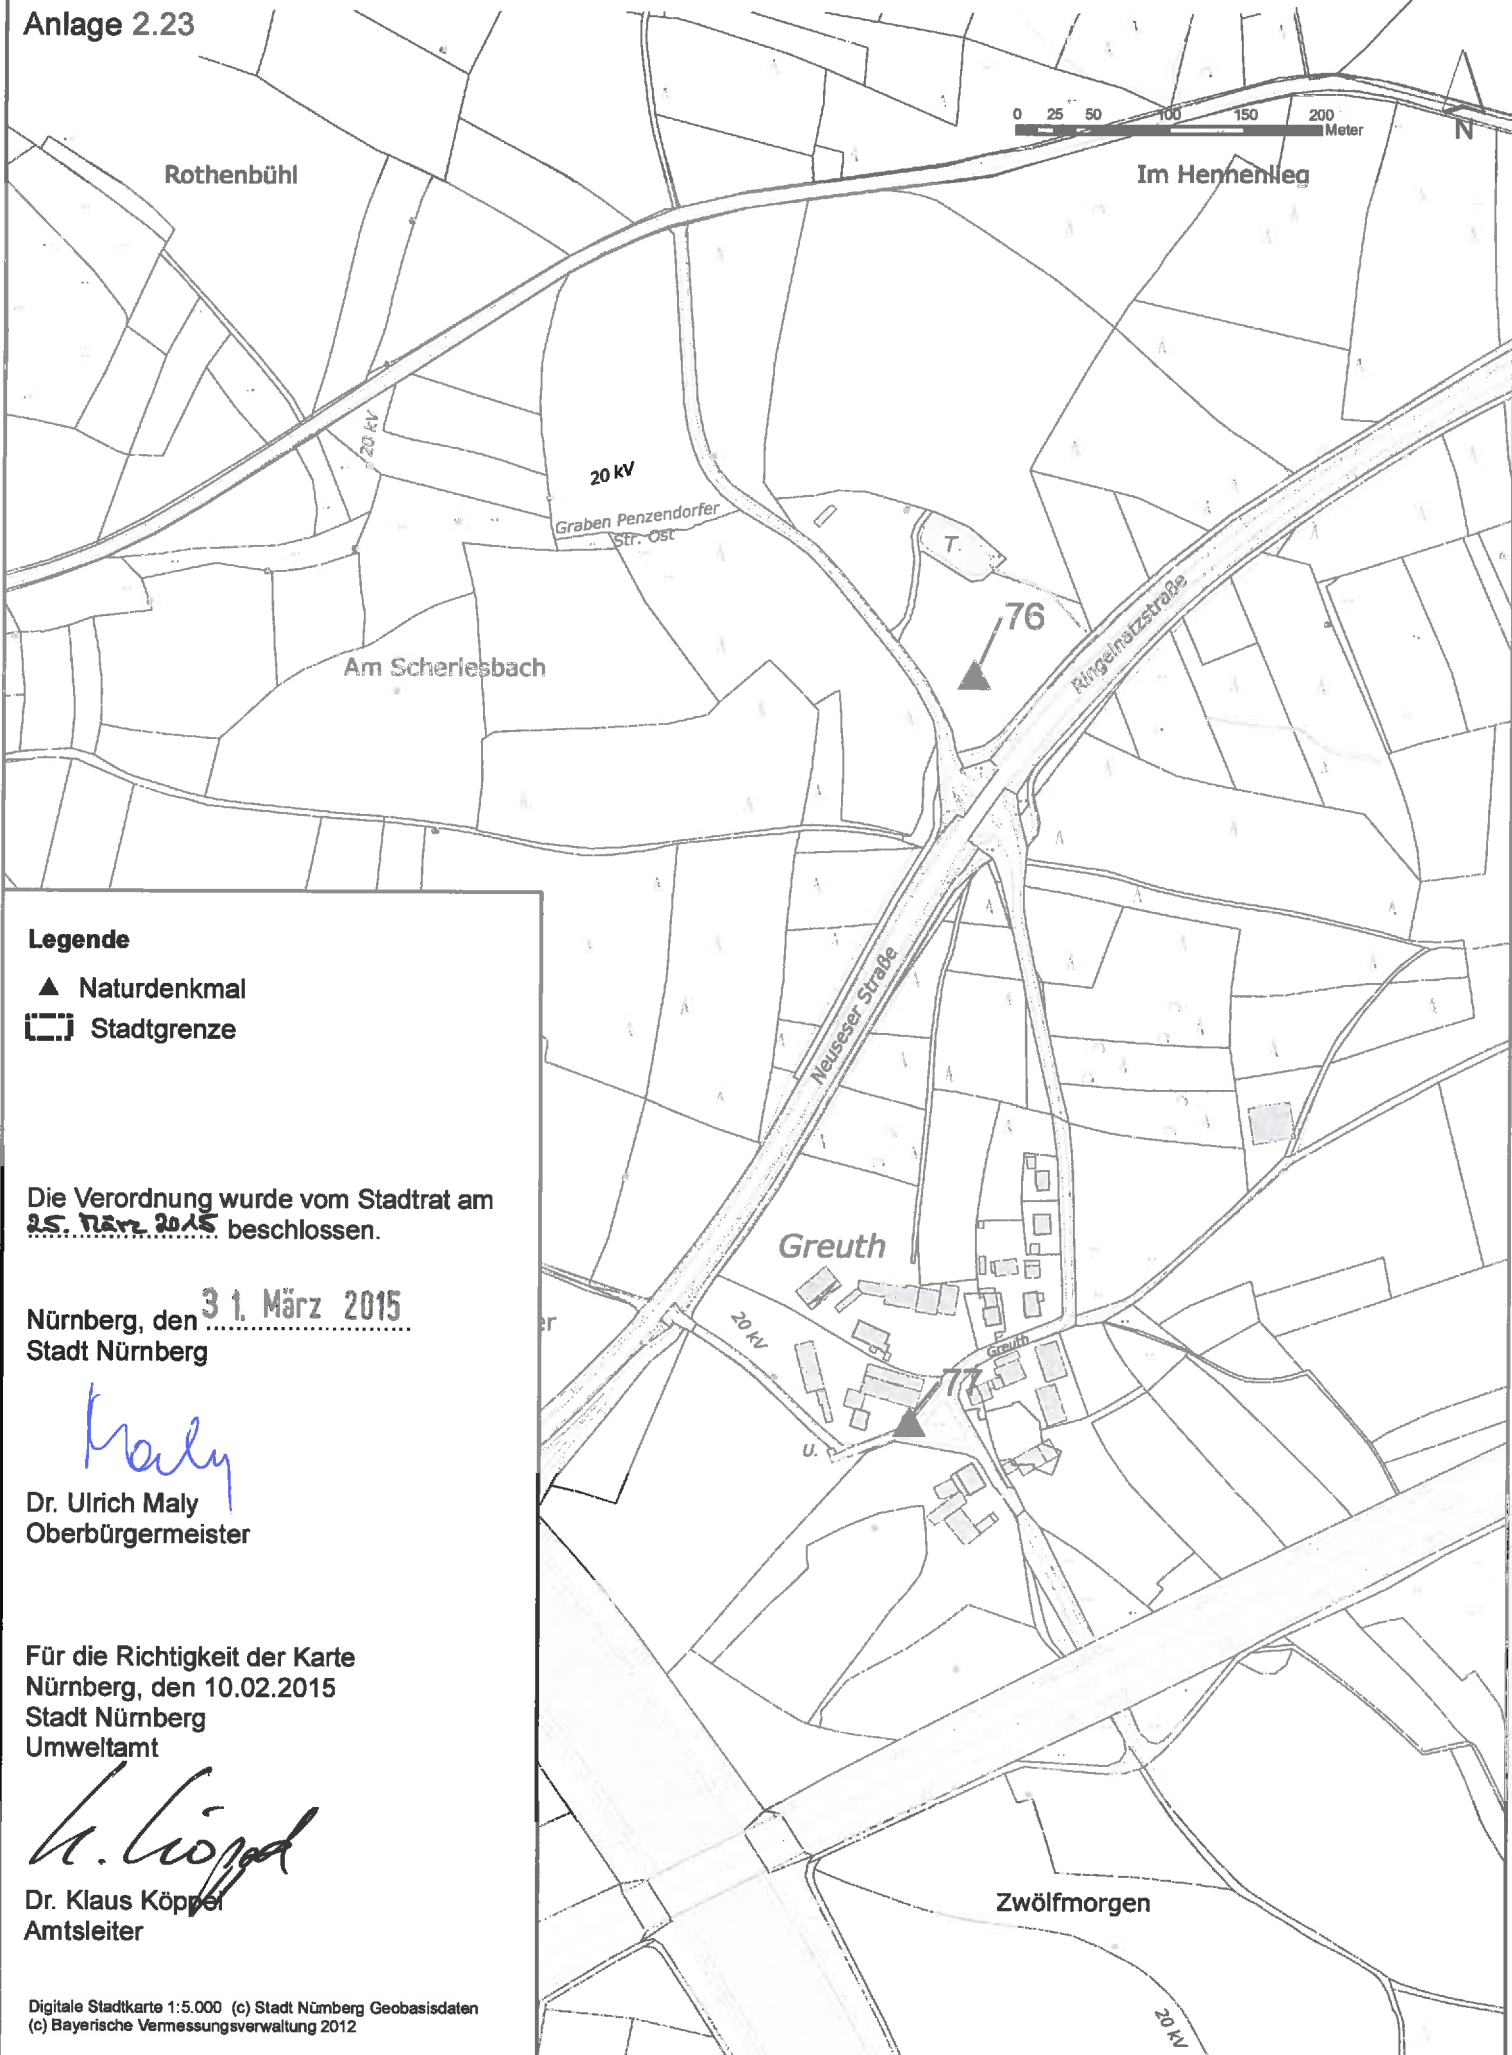 Anlage 2.23
0 25 50 100 150 200
Meter
N
Rothenbühl
Im Hennenlleg
20 kV
20 kV
Graben Penzendorfer
Str. Ost
T.
76
Ringelnatzstraße
Am Scherlesbach
Neuseser Straße
Greuth
20 kV
Greuth
77
U.
Zwölfmorgen
20 kV
Legende
Naturdenkmal
Stadtgrenze
Die Verordnung wurde vom Stadtrat am
25. März 2015 beschlossen.
Nürnberg, den 31. März 2015
Stadt Nürnberg
Maly
Dr. Ulrich Maly
Oberbürgermeister
Für die Richtigkeit der Karte
Nürnberg, den 10.02.2015
Stadt Nürnberg
Umweltamt
K. Köppel
Dr. Klaus Köppel
Amtsleiter
Digitale Stadtkarte 1:5.000 (c) Stadt Nürnberg Geobasisdaten
(c) Bayerische Vermessungsverwaltung 2012